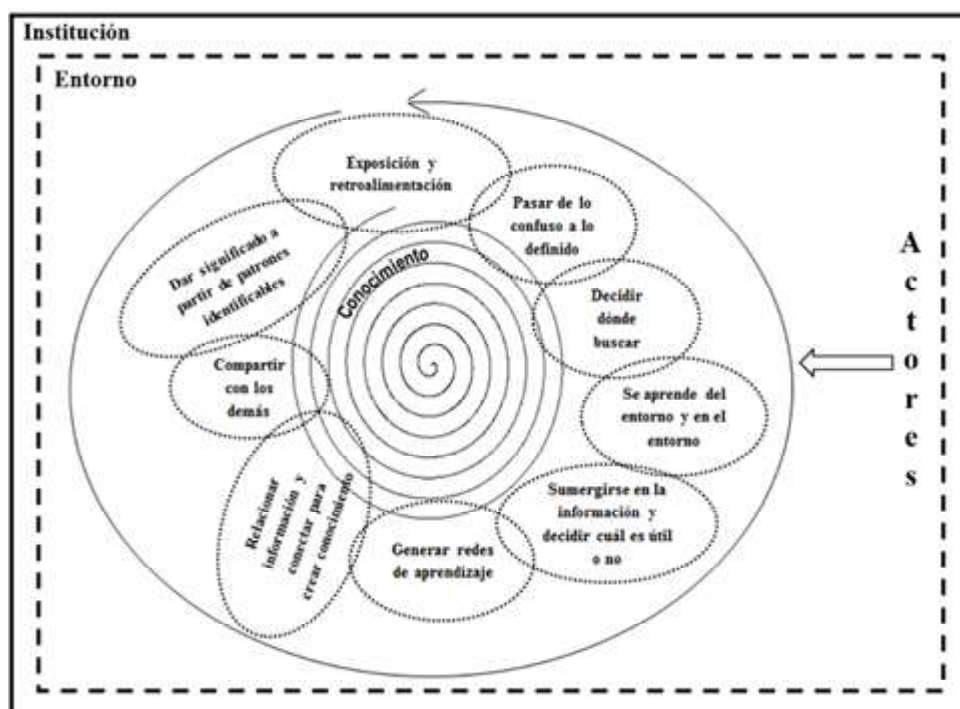 Institución
Entorno
Exposición y
retroalimentación
Pasar de lo
confuso a lo
definido
Decidir
dónde
buscar
Se aprende del
entorno y en el
entorno
Sumergirse en la
información y
decidir cuál es útil
o no
Generar redes
de aprendizaje
Relacionar
información y
conectar para
crear conocimiento
Compartir
con los
demás
Dar significado a
partir de patrones
identificables
Conocimiento
Actores